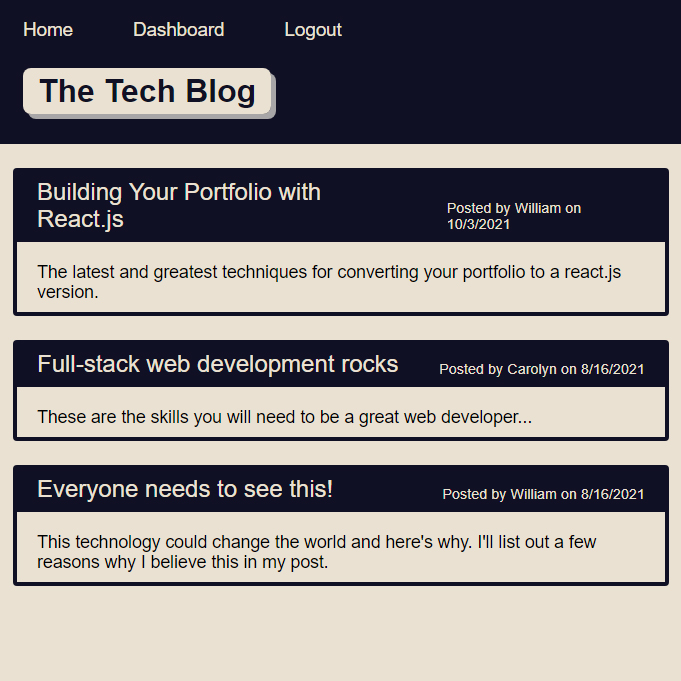 Home Dashboard Logout
The Tech Blog
Building Your Portfolio with
React.js
Posted by William on
10/3/2021
The latest and greatest techniques for converting your portfolio to a react.js
version.
Full-stack web development rocks
Posted by Carolyn on 8/16/2021
These are the skills you will need to be a great web developer...
Everyone needs to see this!
Posted by William on 8/16/2021
This technology could change the world and here's why. I'll list out a few
reasons why I believe this in my post.